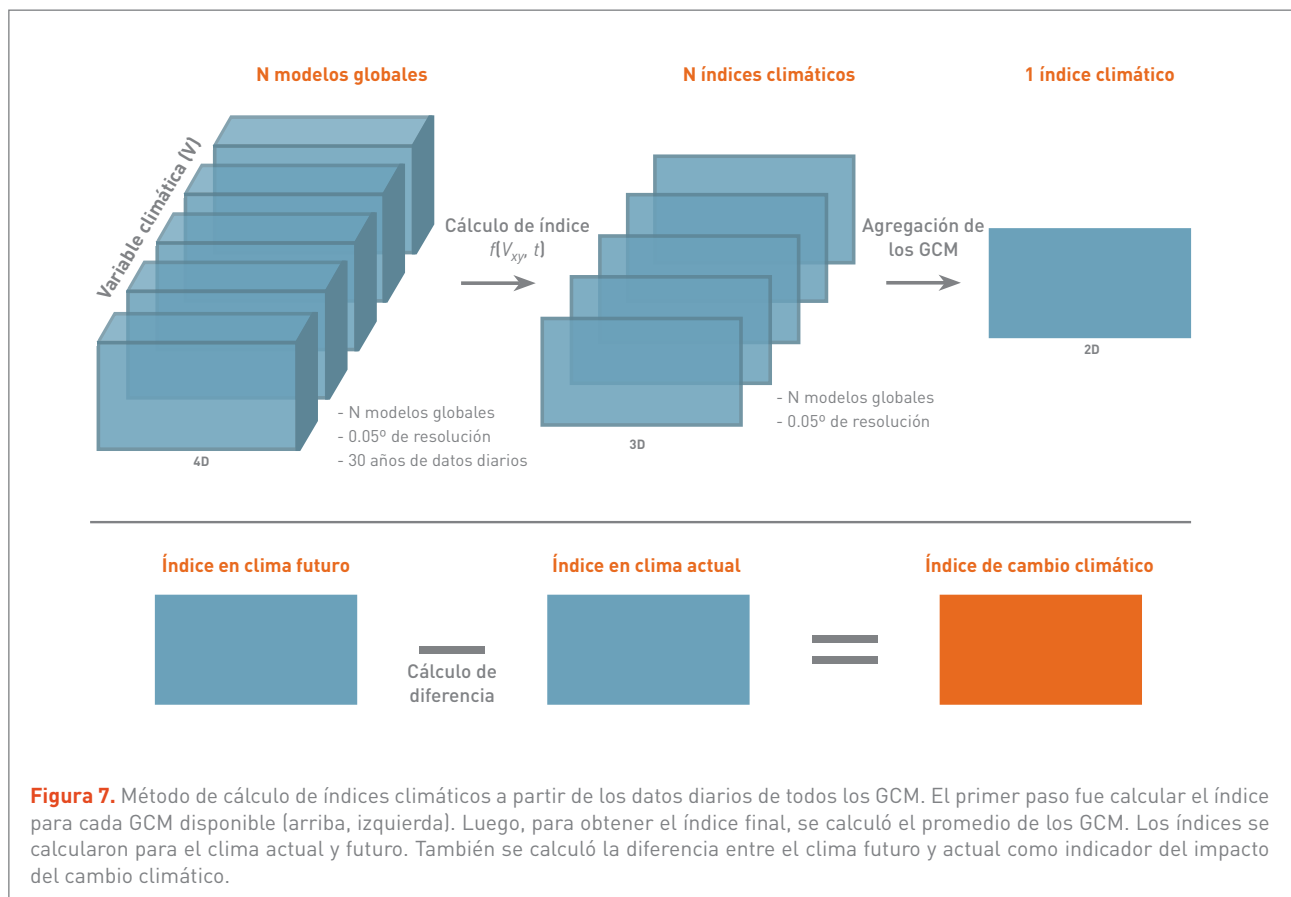 N modelos globales
N índices climáticos
1 índice climático
Variable climática (V)
Cálculo de índice
f(Vxy, t)
Agregación de
los GCM
4D
- N modelos globales
- 0.05º de resolución
- 30 años de datos diarios
3D
- N modelos globales
- 0.05º de resolución
2D
Índice en clima futuro
Índice en clima actual
Índice de cambio climático
Cálculo de
diferencia
Figura 7. Método de cálculo de índices climáticos a partir de los datos diarios de todos los GCM. El primer paso fue calcular el índice
para cada GCM disponible (arriba, izquierda). Luego, para obtener el índice final, se calculó el promedio de los GCM. Los índices se
calcularon para el clima actual y futuro. También se calculó la diferencia entre el clima futuro y actual como indicador del impacto
del cambio climático.